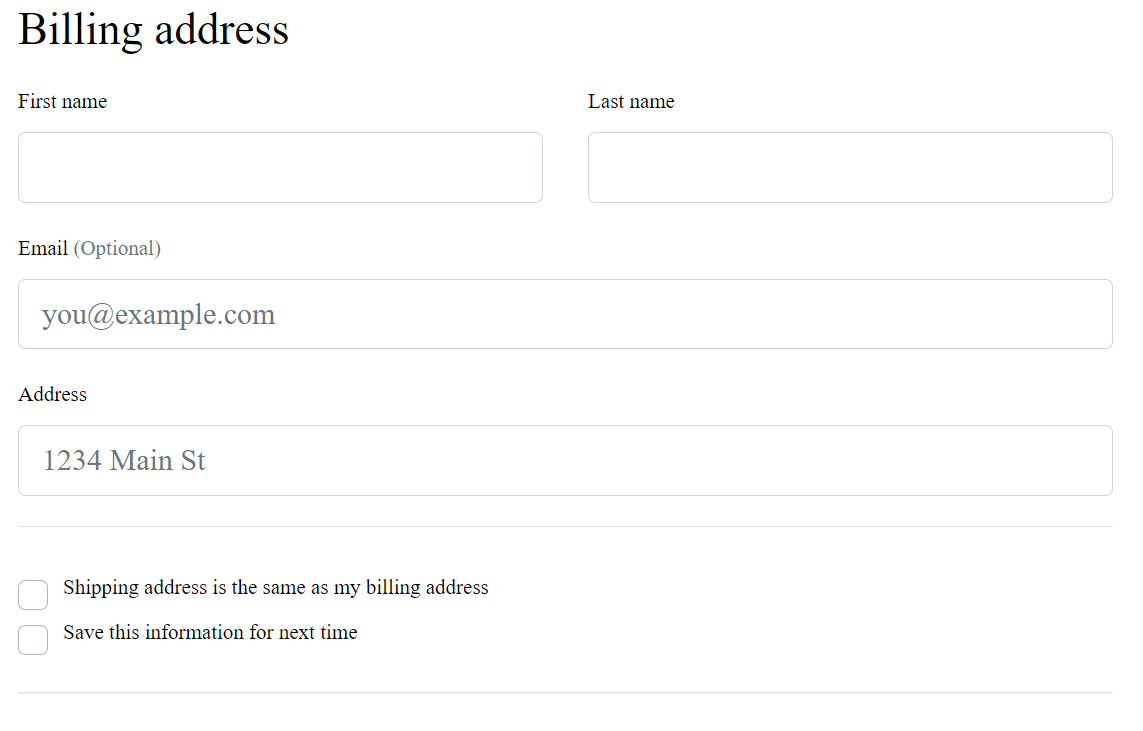 Billing address
First name
Last name
Email (Optional)
you@example.com
Address
1234 Main St
Shipping address is the same as my billing address
Save this information for next time